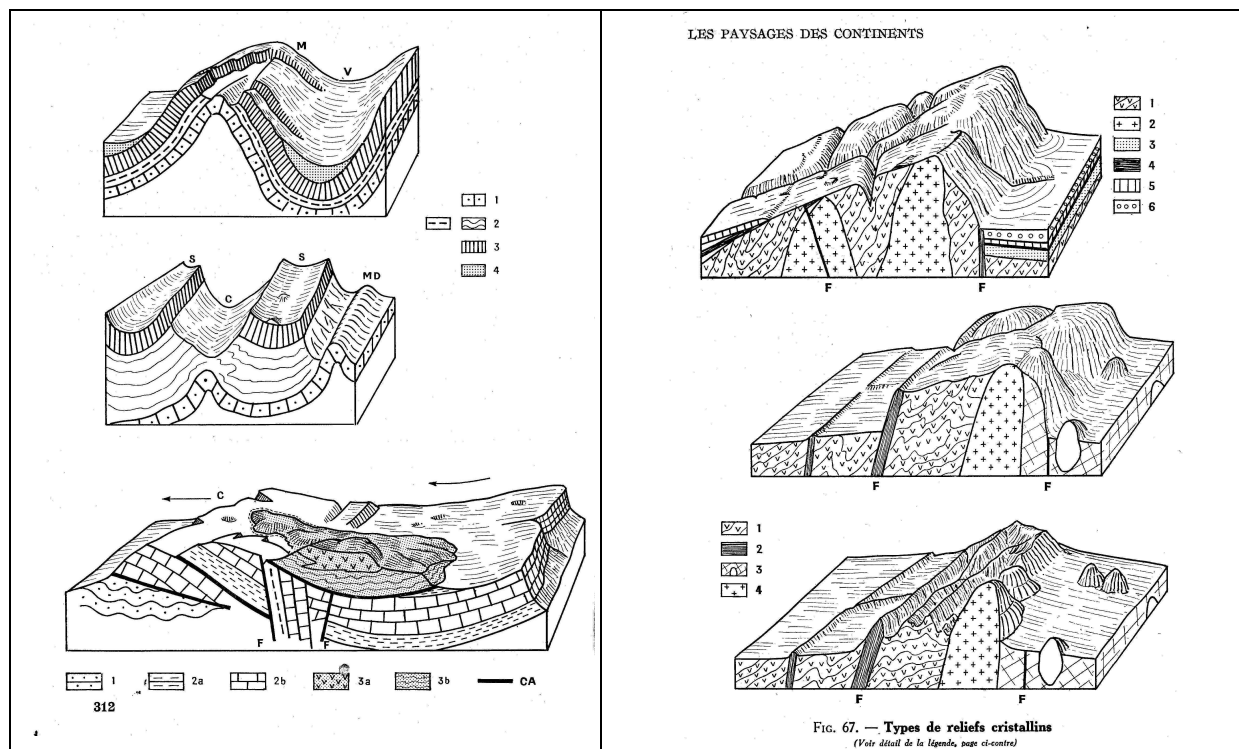 M
V
1
2
3
4
S
S
C
MD
C
F
F
1
2a
2b
3a
3b
CA
312
LES PAYSAGES DES CONTINENTS
1
2
3
4
5
6
F
F
F
F
1
2
3
4
F
F
FIG. 67. — Types de reliefs cristallins
(Voir détail de la légende, page ci-contre)